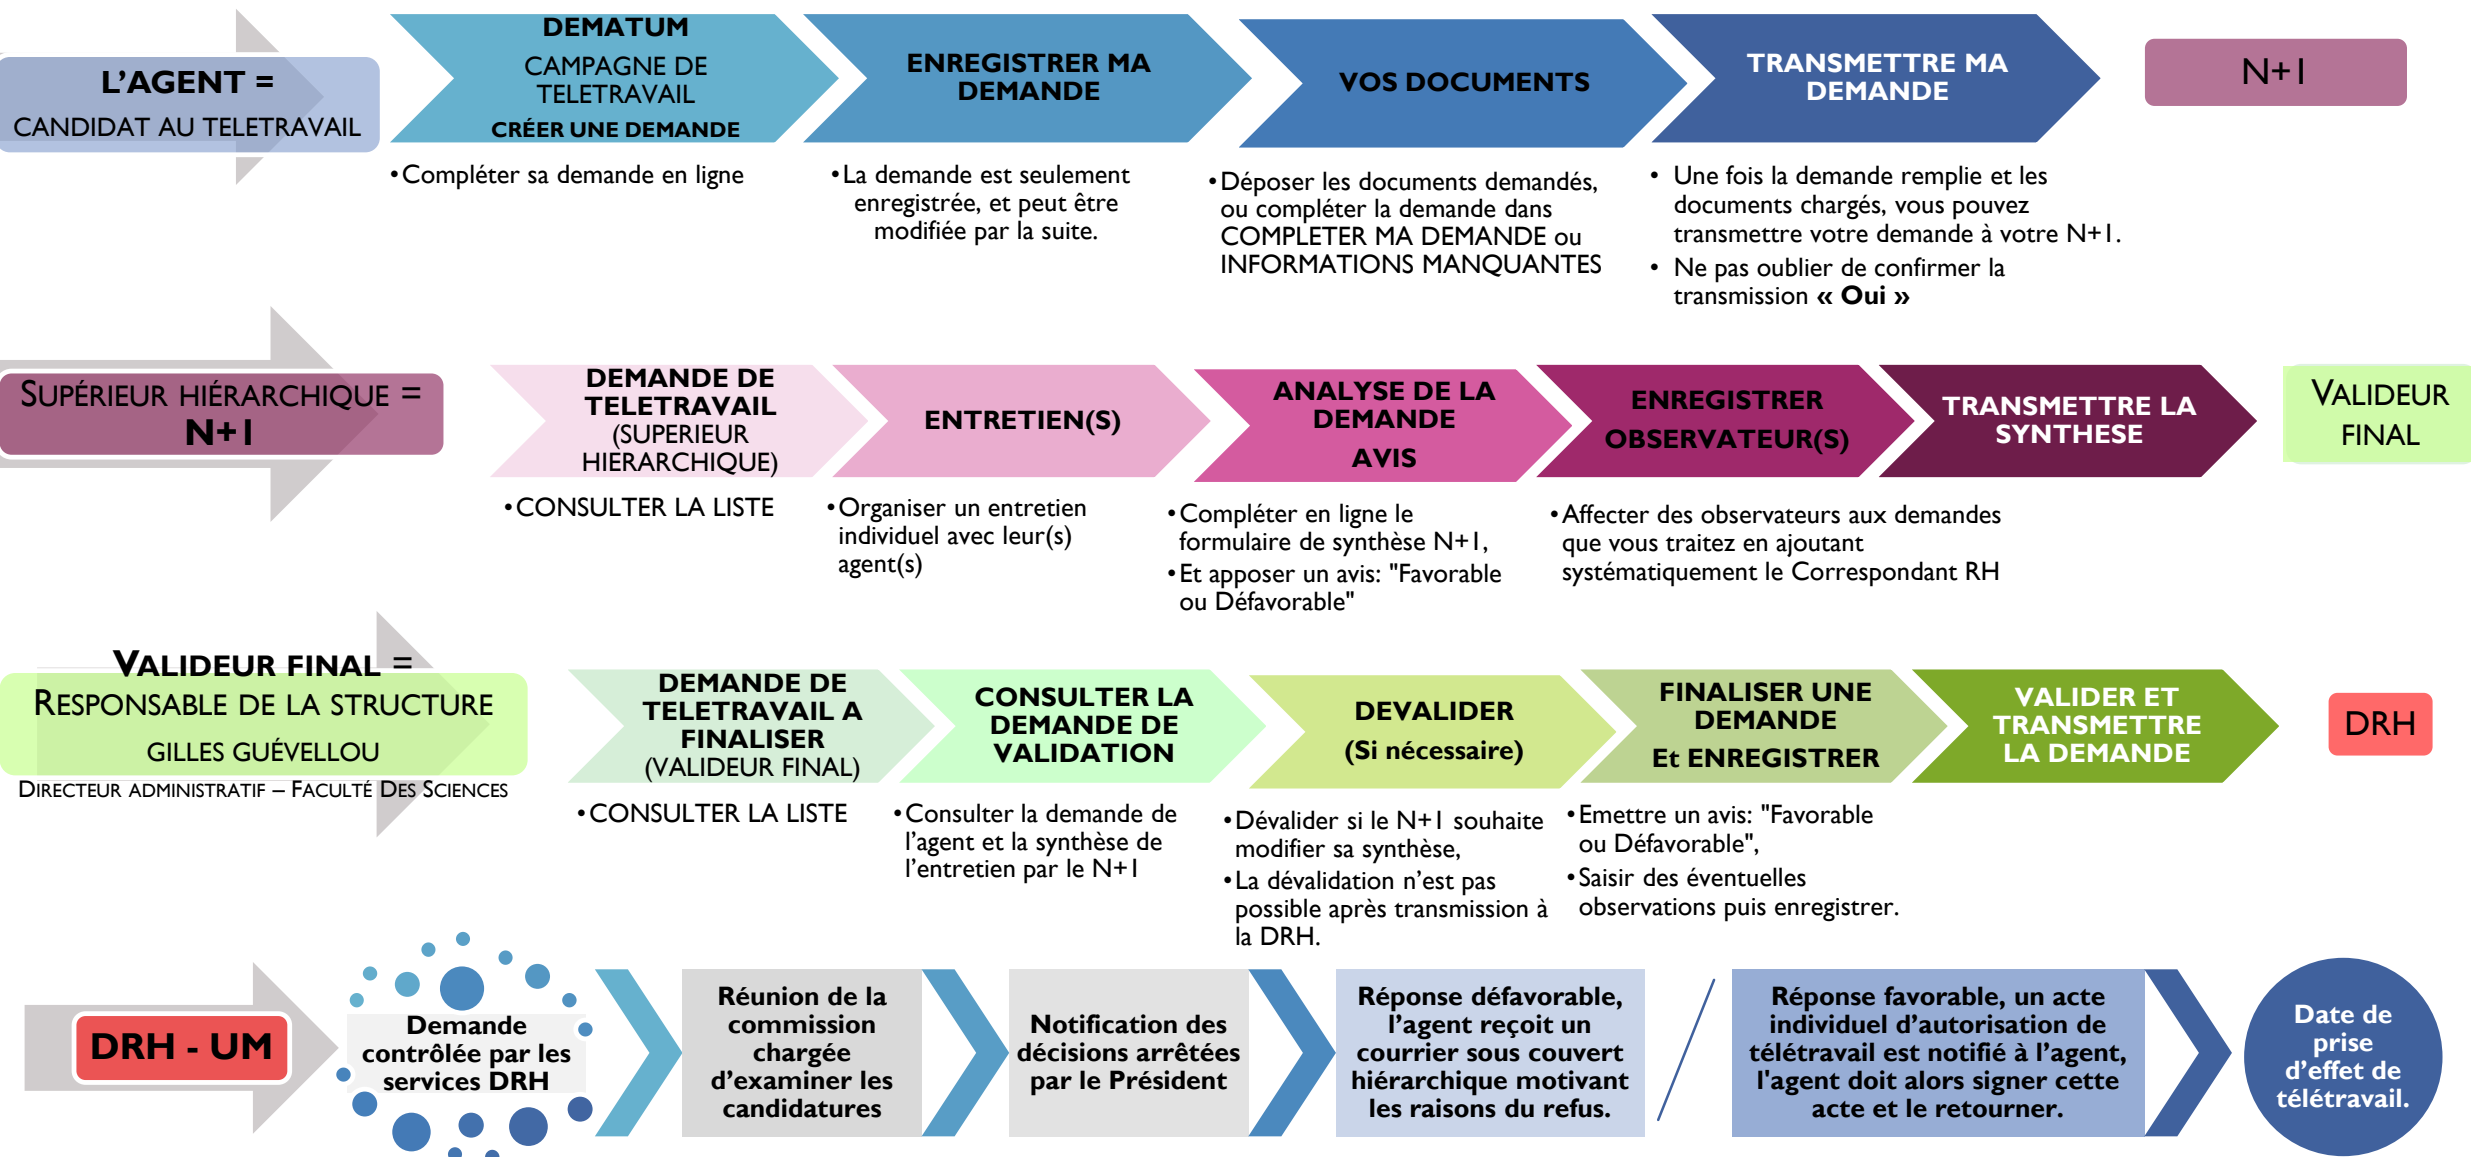 L'AGENT =
CANDIDAT AU TELETRAVAIL
DEMATUM
CAMPAGNE DE
TELETRAVAIL
CRÉER UNE DEMANDE
ENREGISTRER MA
DEMANDE
VOS DOCUMENTS
TRANSMETTRE MA
DEMANDE
N+1
•Compléter sa demande en ligne
•La demande est seulement
enregistrée, et peut être
modifiée par la suite.
•Déposer les documents demandés,
ou compléter la demande dans
COMPLETER MA DEMANDE ou
INFORMATIONS MANQUANTES
• Une fois la demande remplie et les
documents chargés, vous pouvez
transmettre votre demande à votre N+1.
• Ne pas oublier de confirmer la
transmission « Oui »
SUPÉRIEUR HIÉRARCHIQUE =
N+1
DEMANDE DE
TELETRAVAIL
(SUPERIEUR
HIERARCHIQUE)
ENTRETIEN(S)
ANALYSE DE LA
DEMANDE
AVIS
ENREGISTRER
OBSERVATEUR(S)
TRANSMETTRE LA
SYNTHESE
VALIDEUR
FINAL
•CONSULTER LA LISTE
•Organiser un entretien
individuel avec leur(s)
agent(s)
•Compléter en ligne le
formulaire de synthèse N+1,
•Et apposer un avis: "Favorable
ou Défavorable"
•Affecter des observateurs aux demandes
que vous traitez en ajoutant
systématiquement le Correspondant RH
VALIDEUR FINAL =
RESPONSABLE DE LA STRUCTURE
GILLES GUÉVELLOU
DIRECTEUR ADMINISTRATIF – FACULTÉ DES SCIENCES
DEMANDE DE
TELETRAVAIL A
FINALISER
(VALIDEUR FINAL)
CONSULTER LA
DEMANDE DE
VALIDATION
DEVALIDER
(Si nécessaire)
FINALISER UNE
DEMANDE
Et ENREGISTRER
VALIDER ET
TRANSMETTRE
LA DEMANDE
DRH
•CONSULTER LA LISTE
•Consulter la demande de
l'agent et la synthèse de
l'entretien par le N+1
•Dévalider si le N+1 souhaite
modifier sa synthèse,
•La dévalidation n'est pas
possible après transmission à
la DRH.
•Emettre un avis: "Favorable
ou Défavorable",
•Saisir des éventuelles
observations puis enregistrer.
DRH - UM
Demande
contrôlée par les
services DRH
Réunion de la
commission
chargée
d'examiner les
candidatures
Notification des
décisions arrêtées
par le Président
Réponse défavorable,
l'agent reçoit un
courrier sous couvert
hiérarchique motivant
les raisons du refus.
Réponse favorable, un acte
individuel d'autorisation de
télétravail est notifié à l'agent,
l'agent doit alors signer cette
acte et le retourner.
Date de
prise
d'effet de
télétravail.